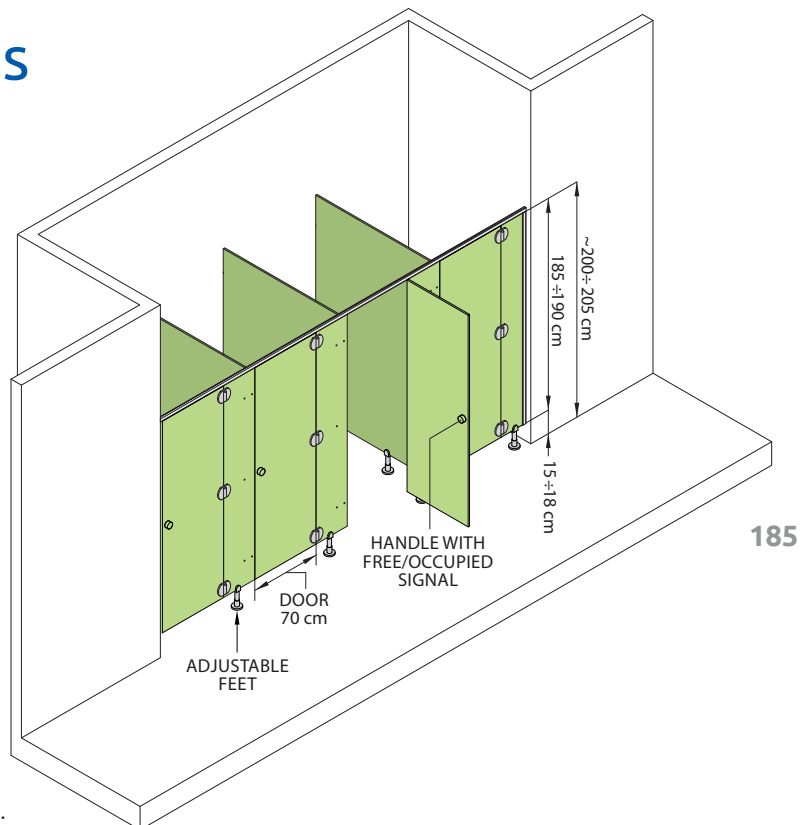 S
~200÷ 205 cm
185 ÷190 cm
15 ÷18 cm
185
HANDLE WITH
FREE/OCCUPIED
SIGNAL
DOOR
70 cm
ADJUSTABLE
FEET
.